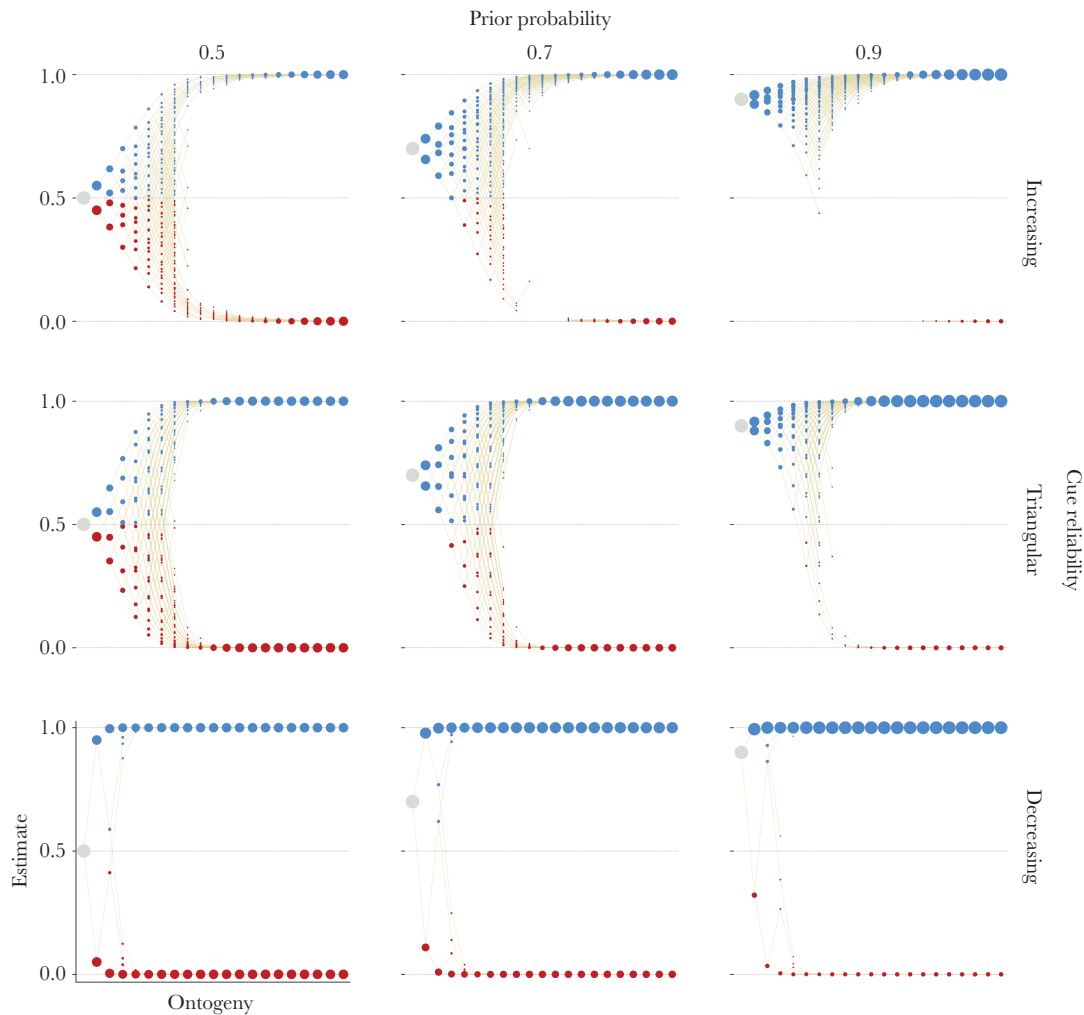 Prior probability
0.5 0.7 0.9
1.0
0.5
0.0
Increasing
1.0
0.5
0.0
Triangular
Cue reliability
1.0
0.5
0.0
Decreasing
Estimate
Ontogeny